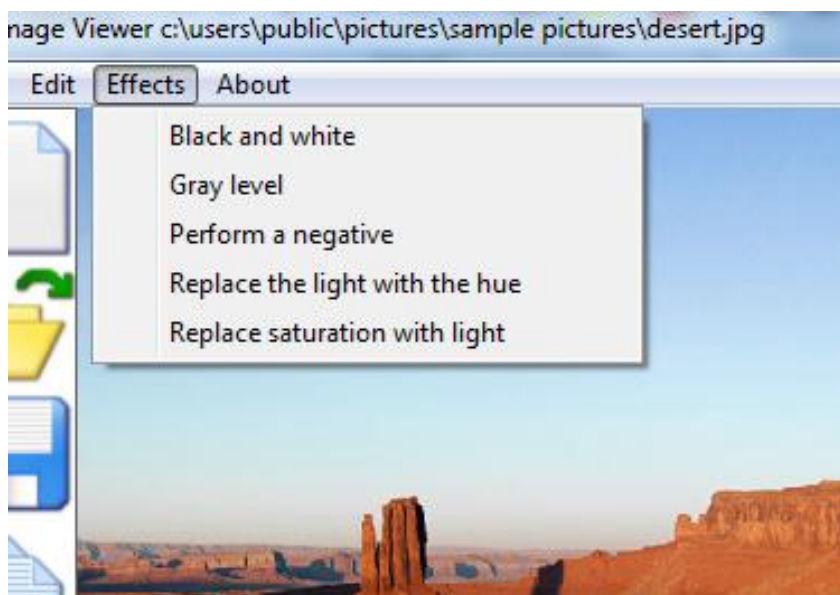 mage Viewer c:\users\public\pictures\sample pictures\desert.jpg
Edit Effects About
Black and white
Gray level
Perform a negative
Replace the light with the hue
Replace saturation with light